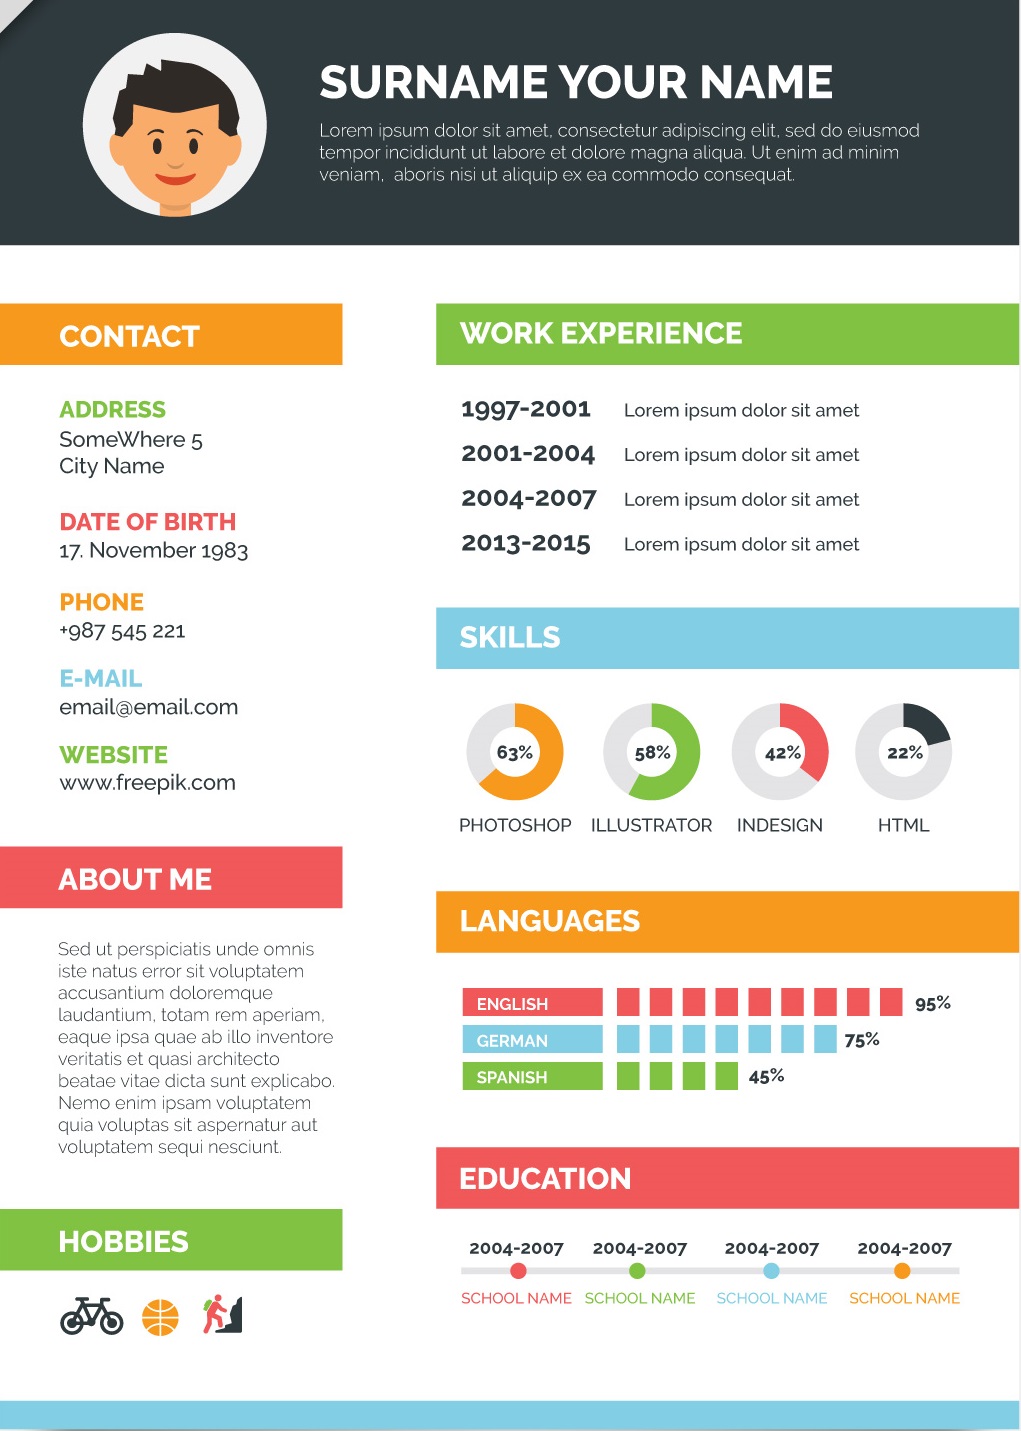 SURNAME YOUR NAME
Lorem ipsum dolor sit amet, consectetur adipiscing elit, sed do eiusmod
tempor incididunt ut labore et dolore magna aliqua. Ut enim ad minim
veniam, aboris nisi ut aliquip ex ea commodo consequat.
CONTACT
ADDRESS
SomeWhere 5
City Name
DATE OF BIRTH
17. November 1983
PHONE
+987 545 221
E-MAIL
email@email.com
WEBSITE
www.freepik.com
ABOUT ME
Sed ut perspiciatis unde omnis
iste natus error sit voluptatem
accusantium doloremque
laudantium, totam rem aperiam,
eaque ipsa quae ab illo inventore
veritatis et quasi architecto
beatae vitae dicta sunt explicabo.
Nemo enim ipsam voluptatem
quia voluptas sit aspernatur aut
voluptatem sequi nesciunt.
HOBBIES
WORK EXPERIENCE
1997-2001 Lorem ipsum dolor sit amet
2001-2004 Lorem ipsum dolor sit amet
2004-2007 Lorem ipsum dolor sit amet
2013-2015 Lorem ipsum dolor sit amet
SKILLS
63% 58% 42% 22%
PHOTOSHOP ILLUSTRATOR INDESIGN HTML
LANGUAGES
ENGLISH 95%
GERMAN 75%
SPANISH 45%
EDUCATION
2004-2007 2004-2007 2004-2007 2004-2007
SCHOOL NAME SCHOOL NAME SCHOOL NAME SCHOOL NAME